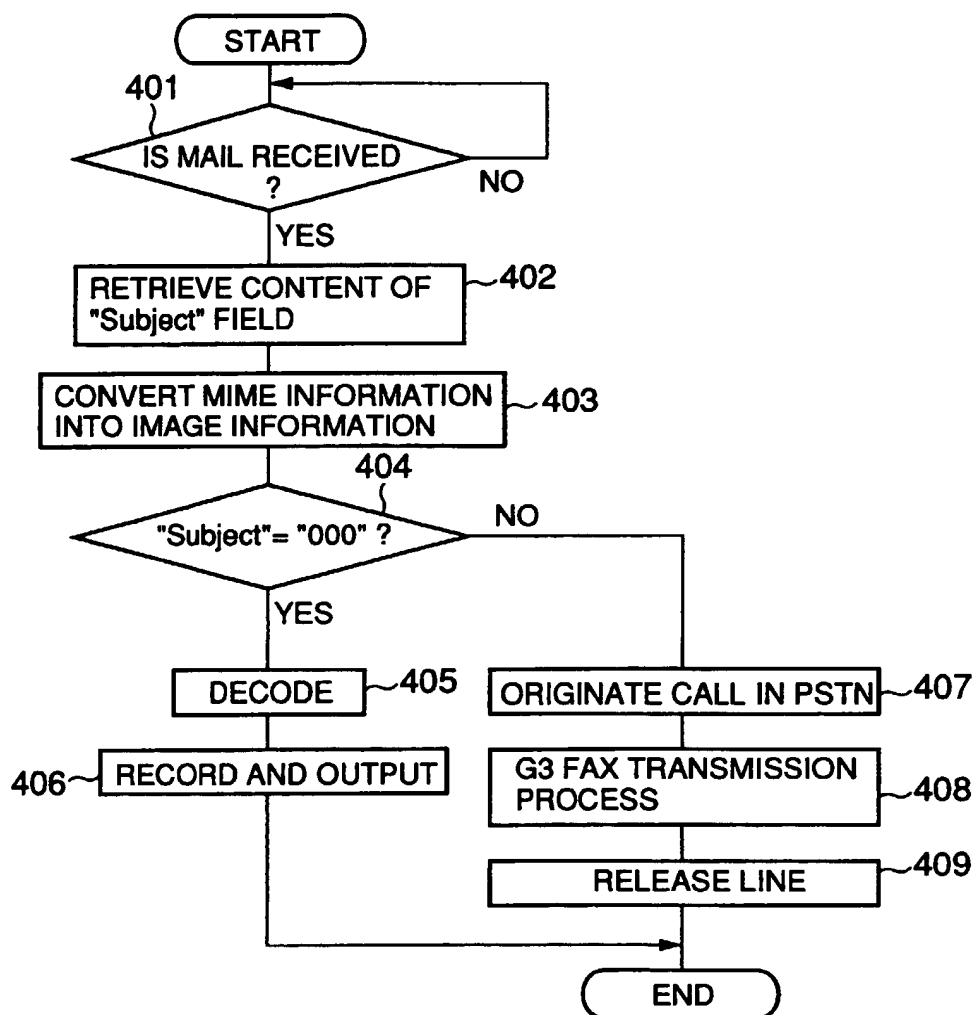 START
401
IS MAIL RECEIVED
?
NO
YES
RETRIEVE CONTENT OF
"Subject" FIELD
402
CONVERT MIME INFORMATION
INTO IMAGE INFORMATION
403
404
"Subject"= "000" ?
NO
YES
DECODE
405
ORIGINATE CALL IN PSTN
407
406
RECORD AND OUTPUT
G3 FAX TRANSMISSION
PROCESS
408
RELEASE LINE
409
END